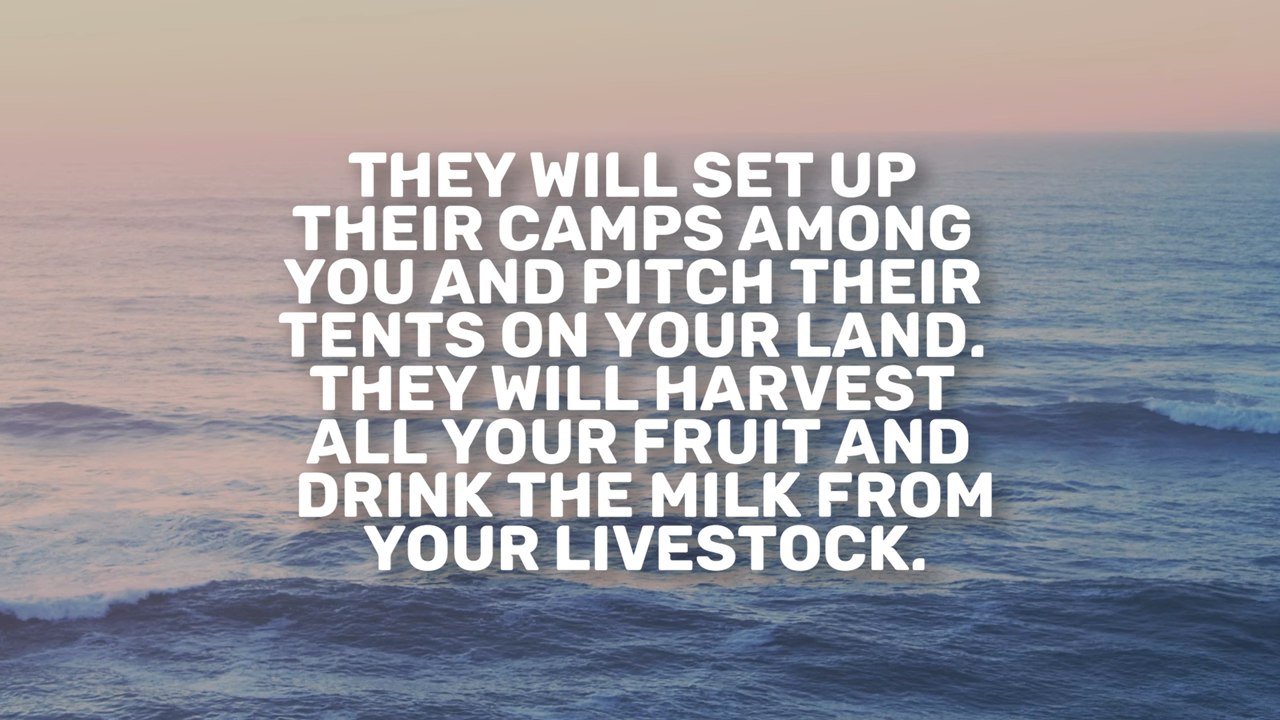 THEY WILL SET UP
THEIR CAMPS AMONG
YOU AND PITCH THEIR
TENTS ON YOUR LAND.
THEY WILL HARVEST
ALL YOUR FRUIT AND
DRINK THE MILK FROM
YOUR LIVESTOCK.